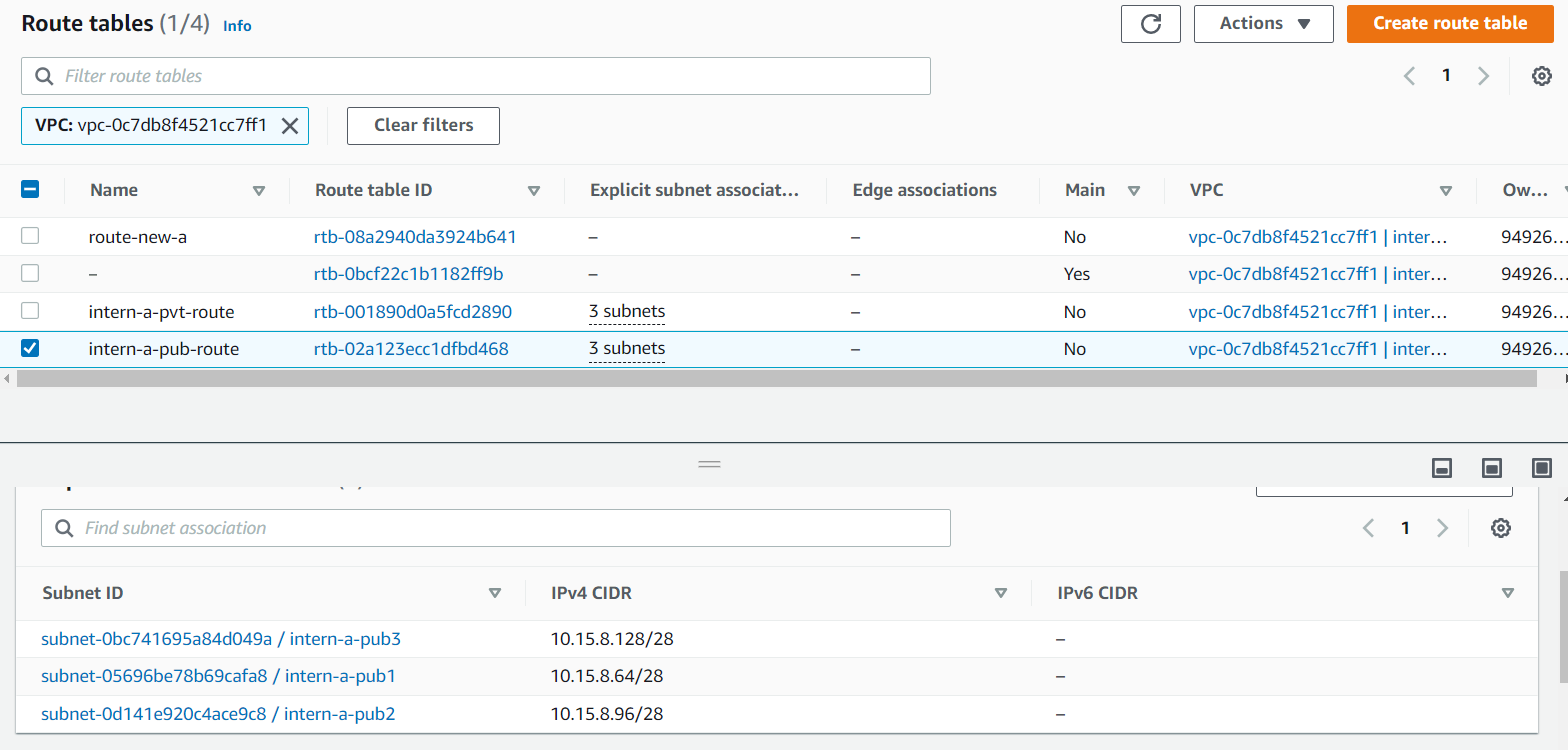 Route tables (1/4) Info
Actions
Create route table
Filter route tables
1
VPC: vpc-0c7db8f4521cc7ff1
Clear filters
Name Route table ID Explicit subnet associat... Edge associations Main VPC Ow...
route-new-a rtb-08a2940da3924b641 – – No vpc-0c7db8f4521cc7ff1 | inter... 94926...
– rtb-0bcf22c1b1182ff9b – – Yes vpc-0c7db8f4521cc7ff1 | inter... 94926...
intern-a-pvt-route rtb-001890d0a5fcd2890 3 subnets – No vpc-0c7db8f4521cc7ff1 | inter... 94926...
intern-a-pub-route rtb-02a123ecc1dfbd468 3 subnets – No vpc-0c7db8f4521cc7ff1 | inter... 94926...
Find subnet association
1
Subnet ID IPv4 CIDR IPv6 CIDR
subnet-0bc741695a84d049a / intern-a-pub3 10.15.8.128/28 –
subnet-05696be78b69cafa8 / intern-a-pub1 10.15.8.64/28 –
subnet-0d141e920c4ace9c8 / intern-a-pub2 10.15.8.96/28 –